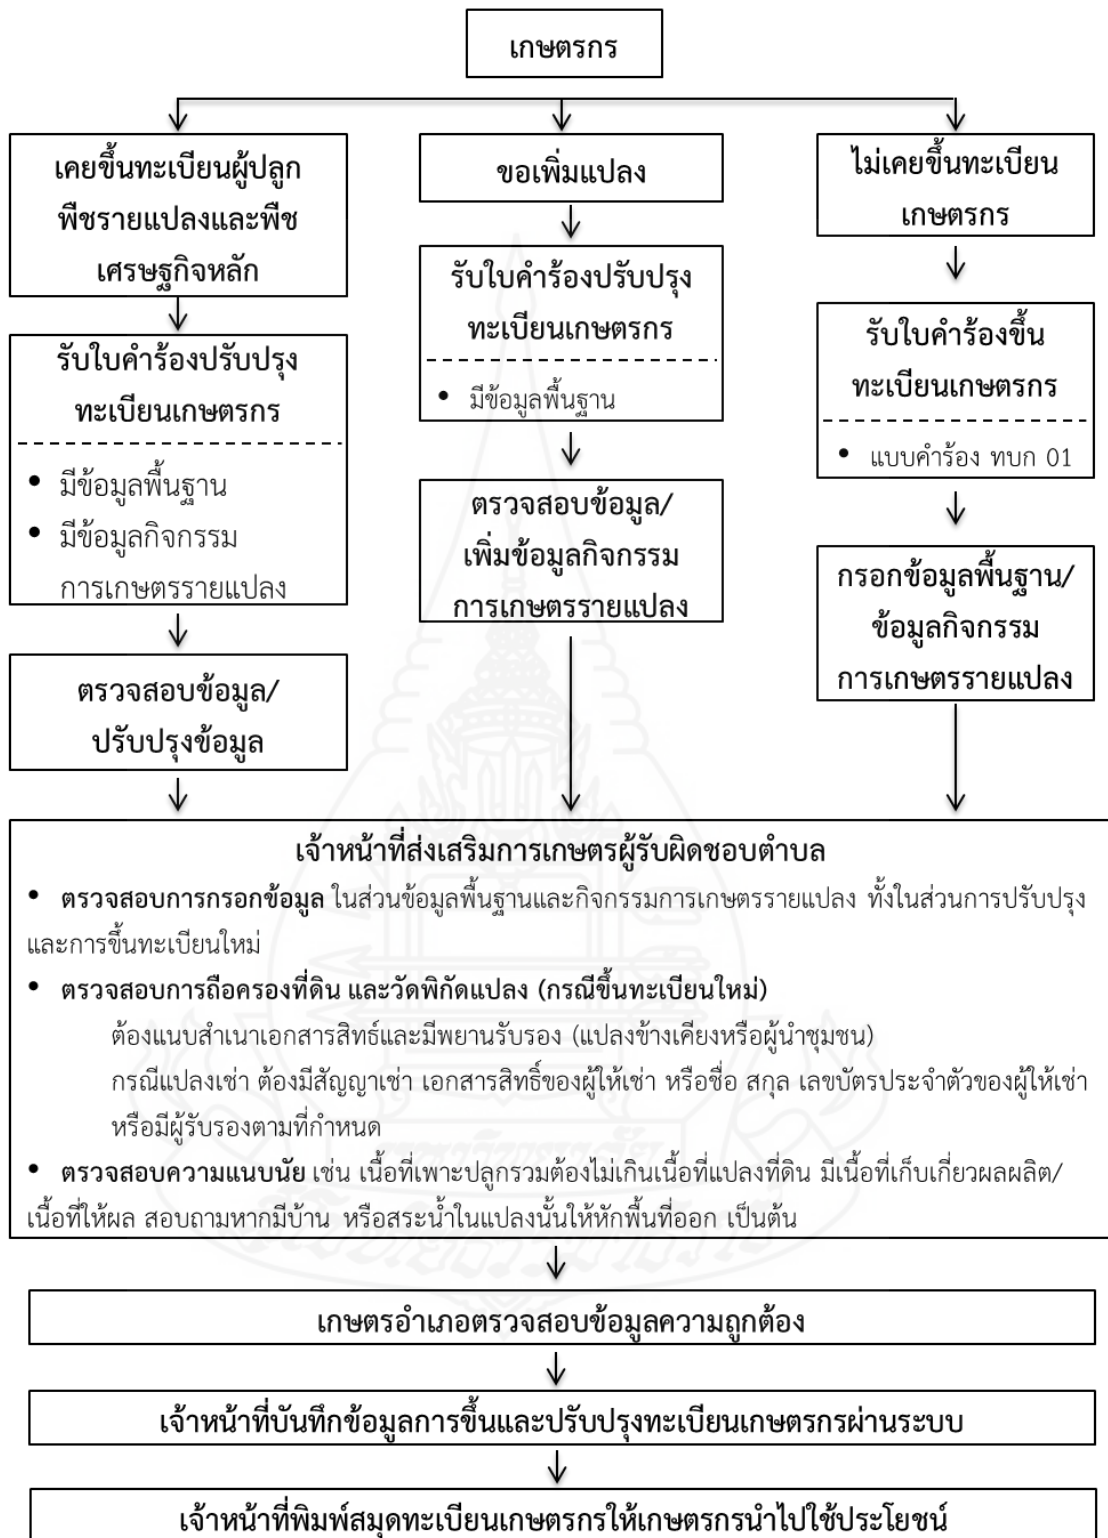 เกษตรกร
เคยขึ้นทะเบียนผู้ปลูก
พืชรายแปลงและพืช
เศรษฐกิจหลัก
รับใบคำร้องปรับปรุง
ทะเบียนเกษตรกร
• มีข้อมูลพื้นฐาน
• มีข้อมูลกิจกรรม
การเกษตรรายแปลง
ตรวจสอบข้อมูล/
ปรับปรุงข้อมูล
ขอเพิ่มแปลง
รับใบคำร้องปรับปรุง
ทะเบียนเกษตรกร
• มีข้อมูลพื้นฐาน
ตรวจสอบข้อมูล/
เพิ่มข้อมูลกิจกรรม
การเกษตรรายแปลง
ไม่เคยขึ้นทะเบียน
เกษตรกร
รับใบคำร้องขึ้น
ทะเบียนเกษตรกร
• แบบคำร้อง ทบก 01
กรอกข้อมูลพื้นฐาน/
ข้อมูลกิจกรรม
การเกษตรรายแปลง
เจ้าหน้าที่ส่งเสริมการเกษตรผู้รับผิดชอบตำบล
• ตรวจสอบการกรอกข้อมูล ในส่วนข้อมูลพื้นฐานและกิจกรรมการเกษตรรายแปลง ทั้งในส่วนการปรับปรุง
และการขึ้นทะเบียนใหม่
• ตรวจสอบการถือครองที่ดิน และวัดพิกัดแปลง (กรณีขึ้นทะเบียนใหม่)
ต้องแนบสำเนาเอกสารสิทธ์และมีพยานรับรอง (แปลงข้างเคียงหรือผู้นำชุมชน)
กรณีแปลงเช่า ต้องมีสัญญาเช่า เอกสารสิทธิ์ของผู้ให้เช่า หรือชื่อ สกุล เลขบัตรประจำตัวของผู้ให้เช่า
หรือมีผู้รับรองตามที่กำหนด
• ตรวจสอบความแนบนัย เช่น เนื้อที่เพาะปลูกรวมต้องไม่เกินเนื้อที่แปลงที่ดิน มีเนื้อที่เก็บเกี่ยวผลผลิต/
เนื้อที่ให้ผล สอบถามหากมีบ้าน หรือสระน้ำในแปลงนั้นให้หักพื้นที่ออก เป็นต้น
เกษตรอำเภอตรวจสอบข้อมูลความถูกต้อง
เจ้าหน้าที่บันทึกข้อมูลการขึ้นและปรับปรุงทะเบียนเกษตรกรผ่านระบบ
เจ้าหน้าที่พิมพ์สมุดทะเบียนเกษตรกรให้เกษตรกรนำไปใช้ประโยชน์